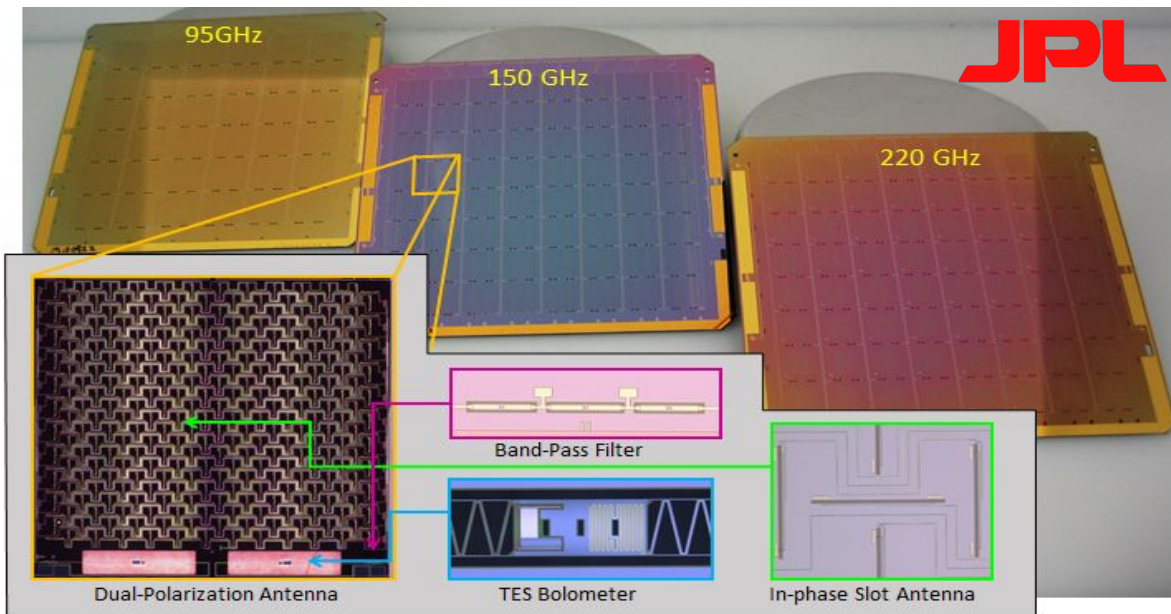 95GHz
150 GHz
JPL
220 GHz
Band-Pass Filter
Dual-Polarization Antenna
TES Bolometer
In-phase Slot Antenna